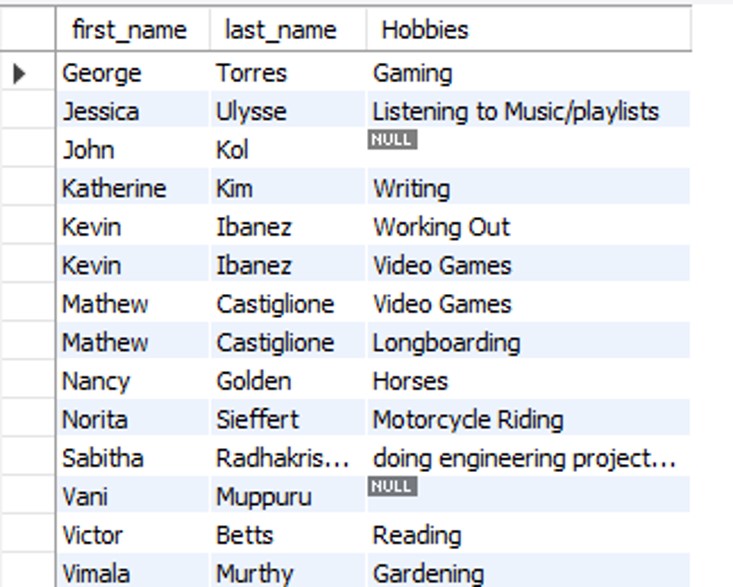 first_name last_name Hobbies
George Torres Gaming
Jessica Ulysse Listening to Music/playlists
John Kol NULL
Katherine Kim Writing
Kevin Ibanez Working Out
Kevin Ibanez Video Games
Mathew Castiglione Video Games
Mathew Castiglione Longboarding
Nancy Golden Horses
Norita Sieffert Motorcycle Riding
Sabitha Radhakris... doing engineering project...
Vani Muppuru NULL
Victor Betts Reading
Vimala Murthy Gardening